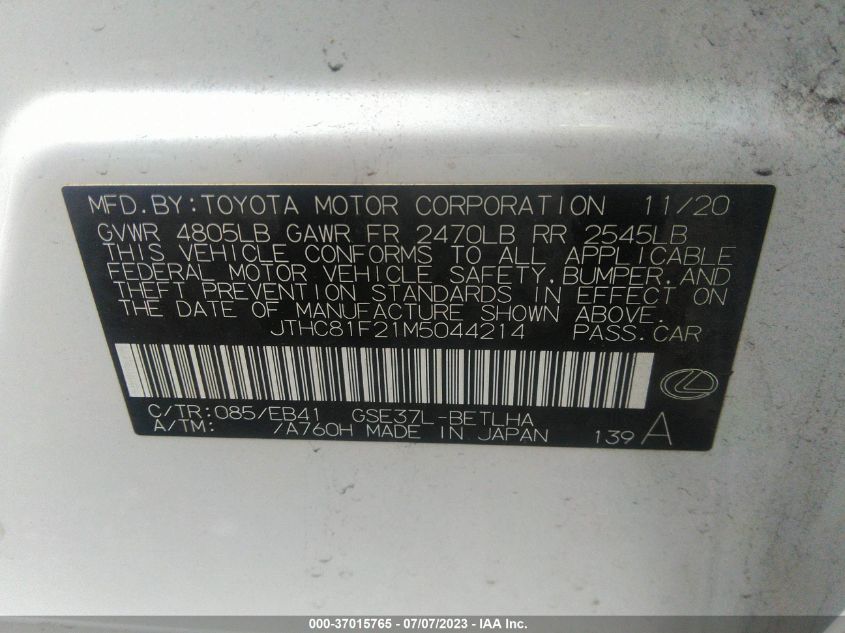 MFD.BY:TOYOTA MOTOR CORPORATION 11/20
GVWR 4805LB GAWR FR 2470LB RR 2545LB
THIS VEHICLE CONFORMS TO ALL APPLICABLE
FEDERAL MOTOR VEHICLE SAFETY,BUMPER,AND
THEFT PREVENTION STANDARDS IN EFFECT ON
THE DATE OF MANUFACTURE SHOWN ABOVE.
JTHC81F21M5044214 PASS.CAR
C/TR:085/EB41 GSE37L-BETLHA
A/TM: /A760H MADE IN JAPAN 139 A
000-37015765 - 07/07/2023 - IAA Inc.